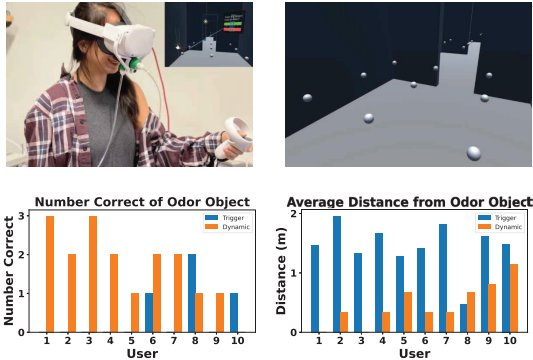 Number Correct of Odor Object
Number Correct
3
2
1
0
Trigger
Dynamic
1 2 3 4 5 6 7 8 9 10
User
Average Distance from Odor Object
Distance (m)
2
1
0
Trigger
Dynamic
1 2 3 4 5 6 7 8 9 10
User